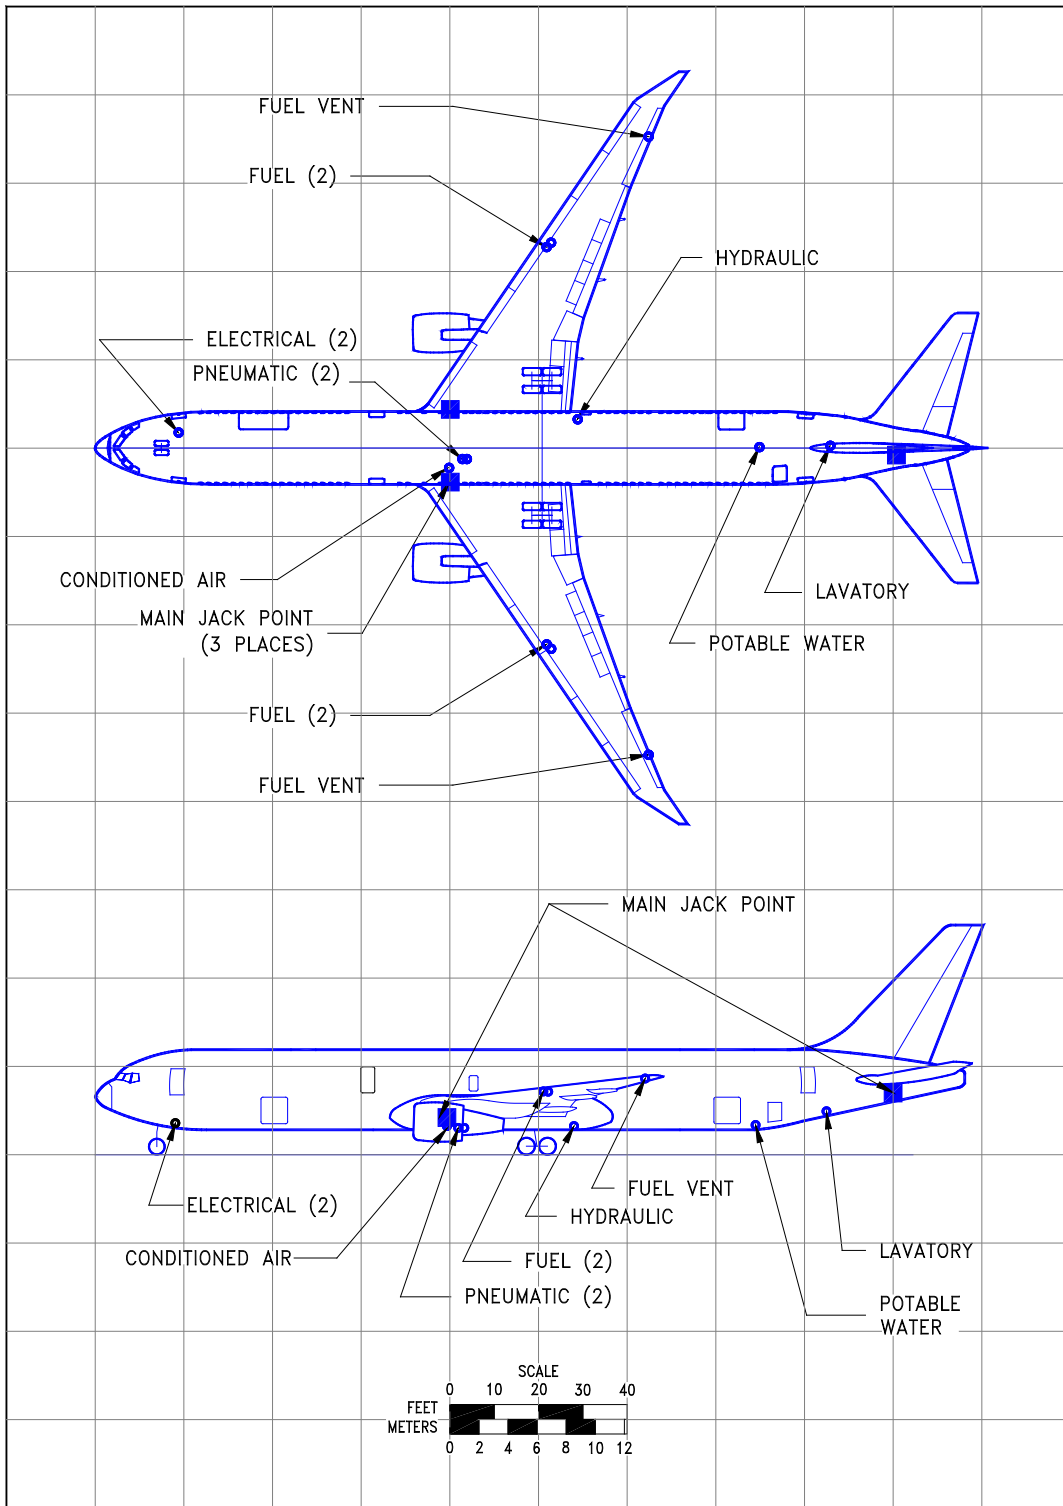 FUEL VENT
FUEL (2)
HYDRAULIC
ELECTRICAL (2)
PNEUMATIC (2)
CONDITIONED AIR
LAVATORY
MAIN JACK POINT
(3 PLACES)
POTABLE WATER
FUEL (2)
FUEL VENT
MAIN JACK POINT
FUEL VENT
ELECTRICAL (2)
HYDRAULIC
LAVATORY
CONDITIONED AIR
FUEL (2)
PNEUMATIC (2)
POTABLE
WATER
SCALE
0 10 20 30 40
FEET
METERS
0 2 4 6 8 10 12